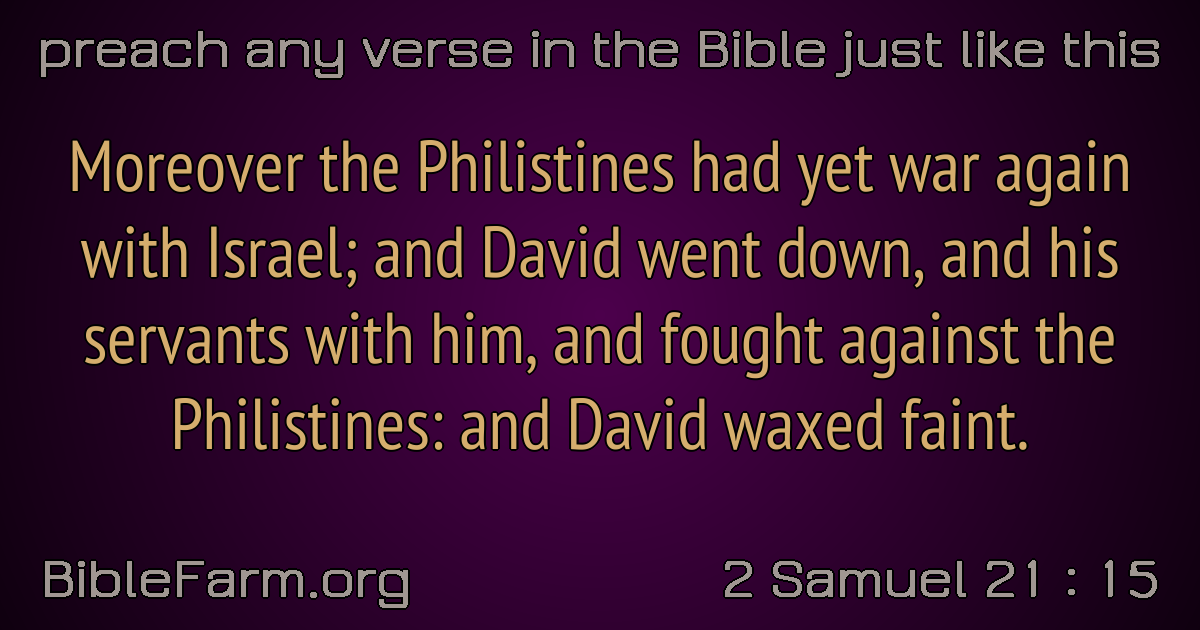 preach any verse in the Bible just like this
Moreover the Philistines had yet war again
with Israel; and David went down, and his
servants with him, and fought against the
Philistines: and David waxed faint.
BibleFarm.org
2 Samuel 21 : 15